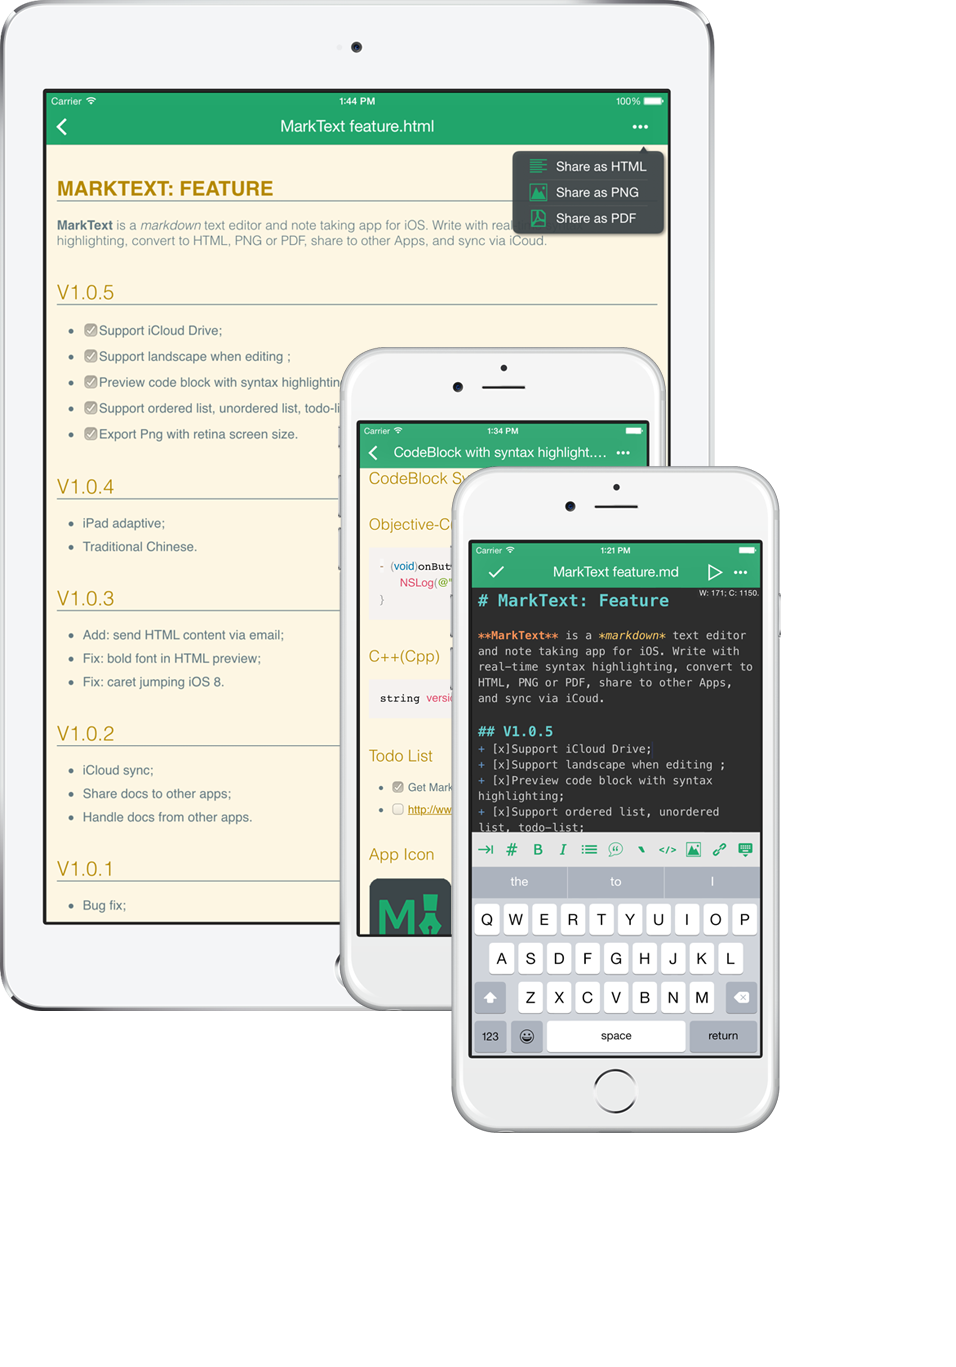 Carrier 1:44 PM 100%
MarkText feature.html
Share as HTML
Share as PNG
Share as PDF
MARKTEXT: FEATURE
MarkText is a markdown text editor and note taking app for iOS. Write with real
highlighting, convert to HTML, PNG or PDF, share to other Apps, and sync via iCoud.
V1.0.5
Support iCloud Drive;
Support landscape when editing ;
Preview code block with syntax highlightin
Support ordered list, unordered list, todo-li
Export Png with retina screen size.
V1.0.4
iPad adaptive;
Traditional Chinese.
V1.0.3
Add: send HTML content via email;
Fix: bold font in HTML preview;
Fix: caret jumping iOS 8.
V1.0.2
iCloud sync;
Share docs to other apps;
Handle docs from other apps.
V1.0.1
Bug fix;
Carrier 1:34 PM
CodeBlock with syntax highlight....
CodeBlock Sy
Objective-C
- (void)onBut
NSLog(@"
}
C++(Cpp)
string versi
Todo List
Get Mark
http://ww
App Icon
M
Carrier 1:21 PM
MarkText feature.md
W: 171; C: 1150.
# MarkText: Feature
**MarkText** is a *markdown* text editor
and note taking app for iOS. Write with
real-time syntax highlighting, convert to
HTML, PNG or PDF, share to other Apps,
and sync via iCoud.
## V1.0.5
+ [x]Support iCloud Drive;
+ [x]Support landscape when editing ;
+ [x]Preview code block with syntax
highlighting;
+ [x]Support ordered list, unordered
list, todo-list;
# B I </>
the to I
Q W E R T Y U I O P
A S D F G H J K L
Z X C V B N M
123 space return